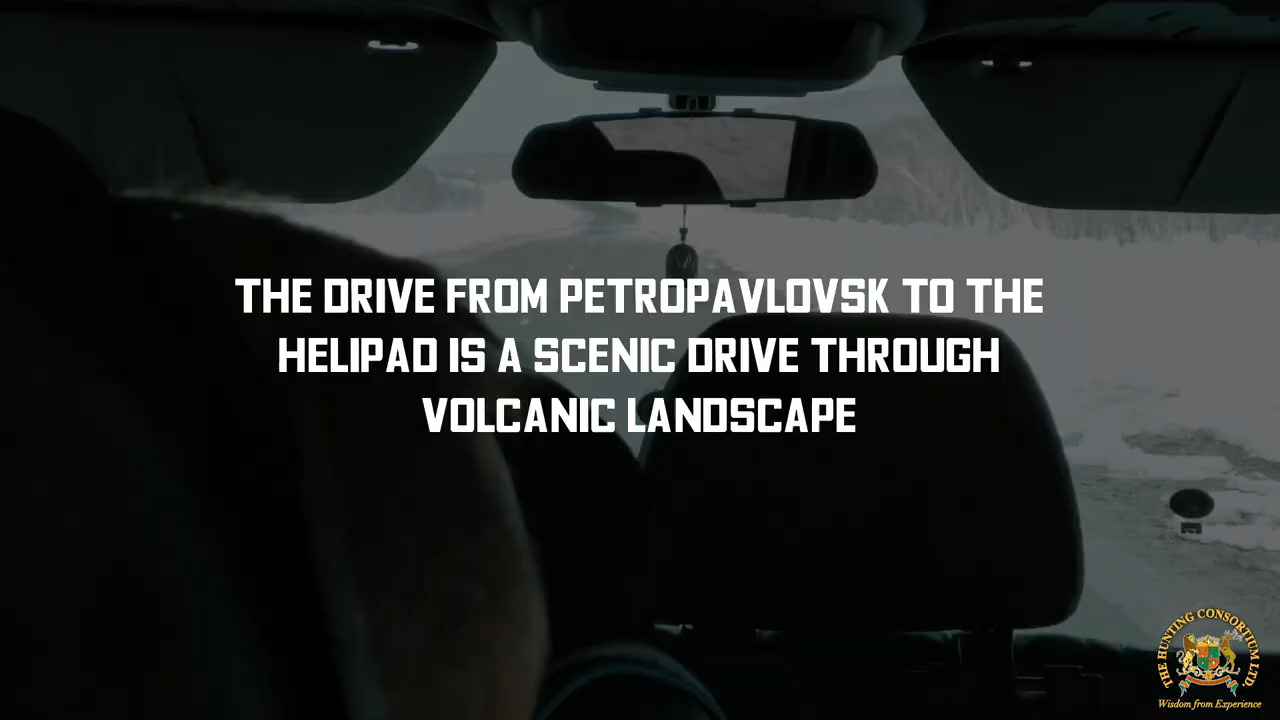 THE DRIVE FROM PETROPAVLOVSK TO THE
HELIPAD IS A SCENIC DRIVE THROUGH
VOLCANIC LANDSCAPE
THE HUNTING CONSORTIUM LTD.
Wisdom from Experience